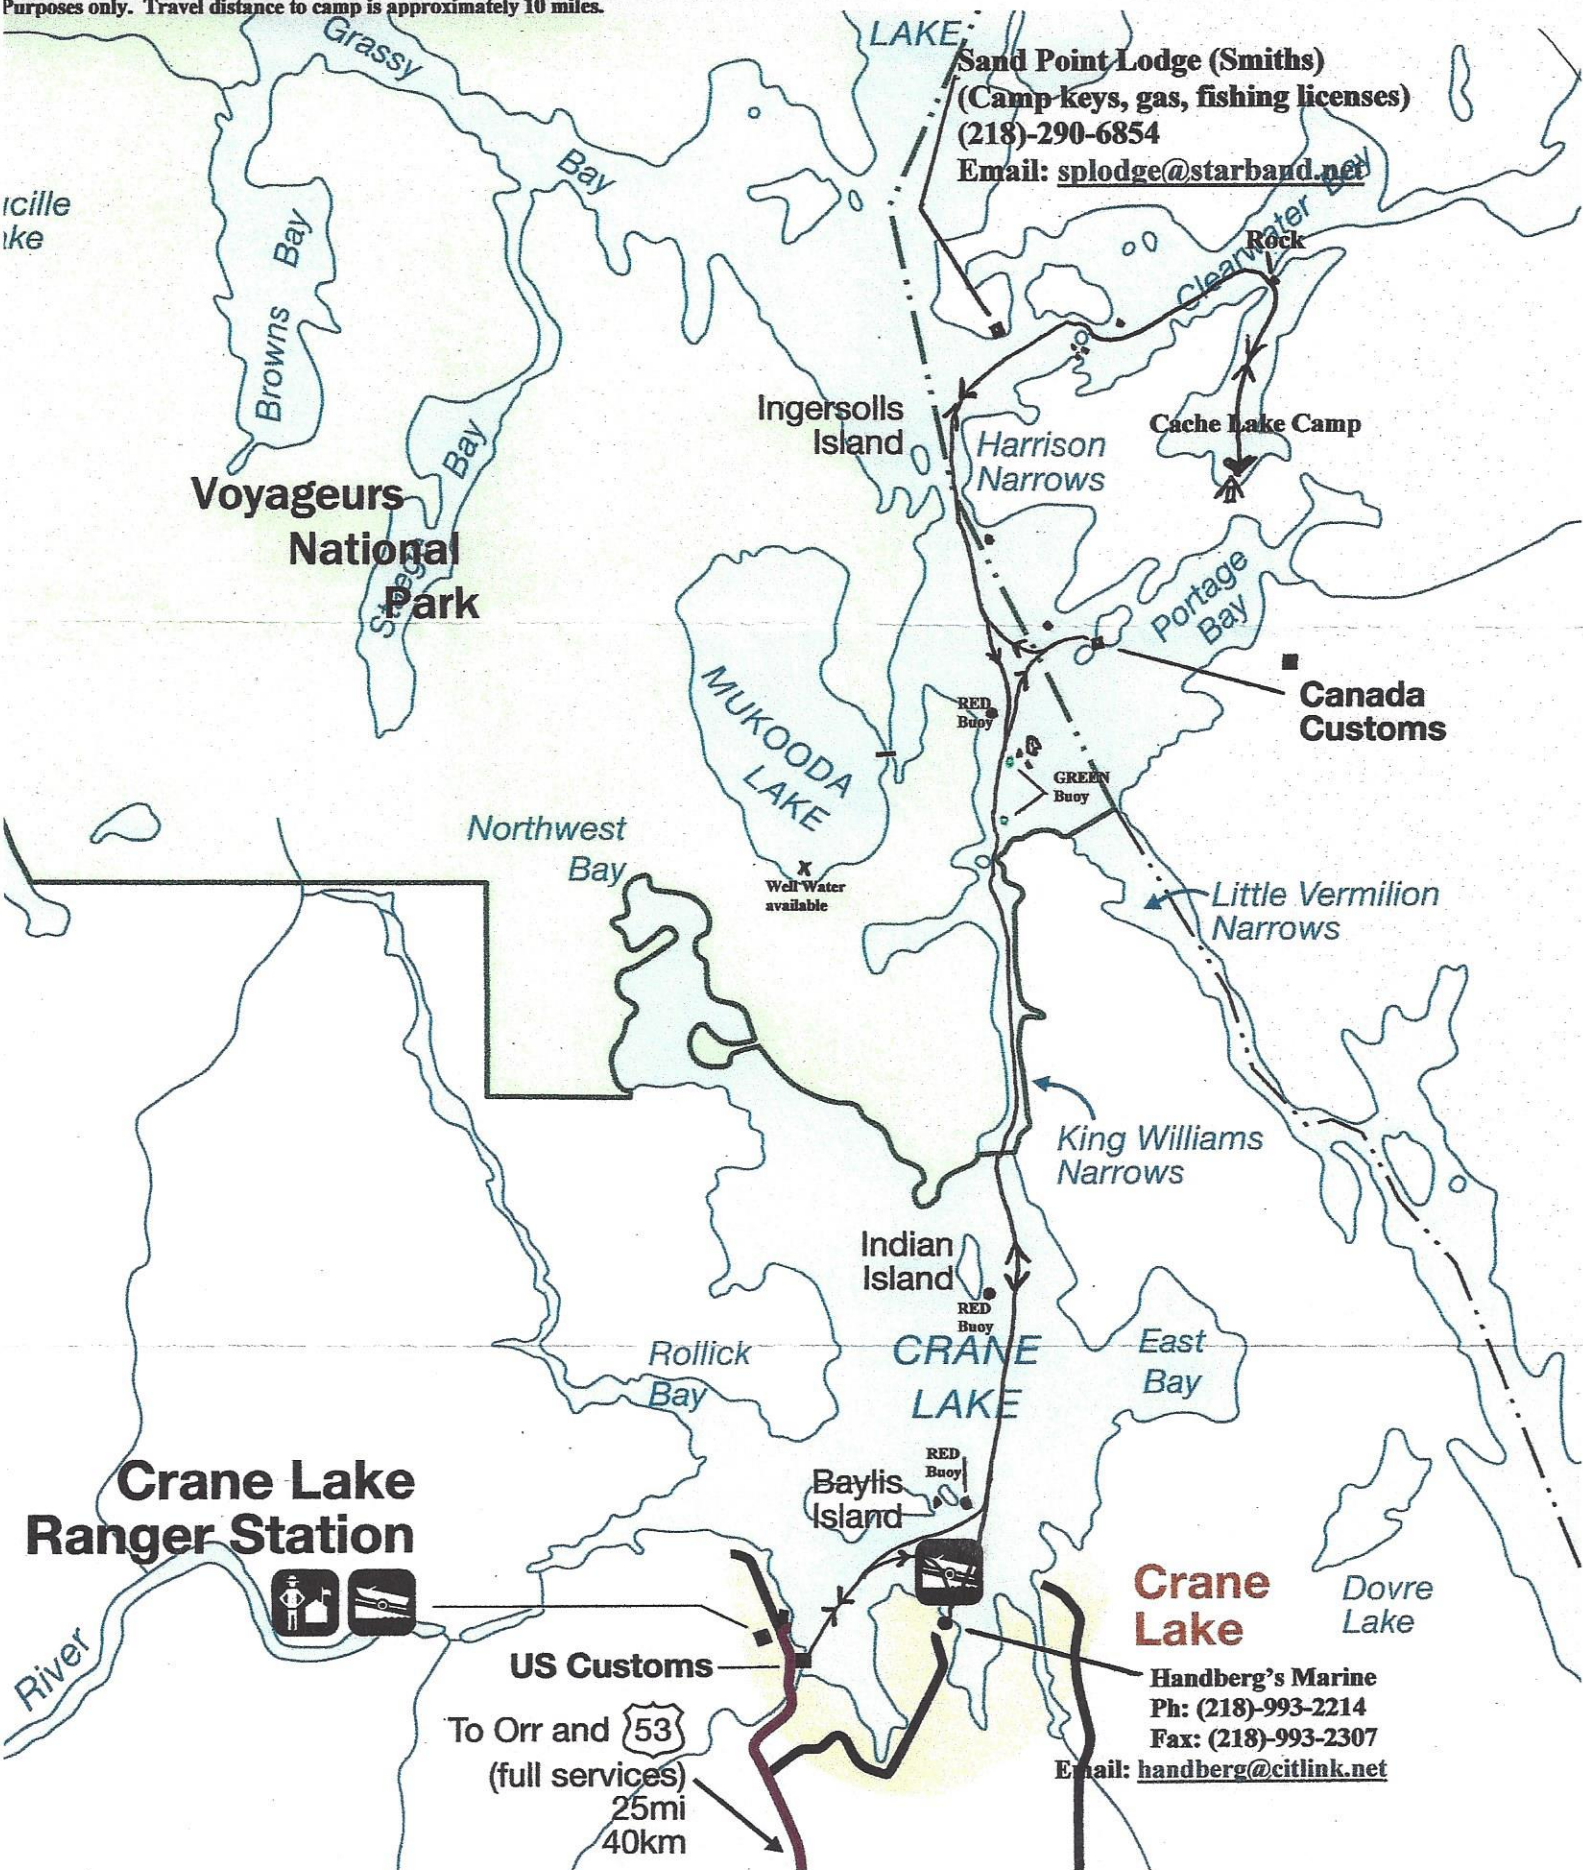 Purposes only. Travel distance to camp is approximately 10 miles.
Grassy
Bay
LAKE
Sand Point Lodge (Smiths)
(Camp keys, gas, fishing licenses)
(218)-290-6854
Email: splodge@starband.net
Clearwater Bay
Rock
Browns Bay
Bay
Voyageurs
National
Park
Ingersolls
Island
Harrison
Narrows
Cache Lake Camp
Portage
Bay
Canada
Customs
MUKOODA
LAKE
RED
Buoy
GREEN
Buoy
Northwest
Bay
X
Well Water
available
Little Vermilion
Narrows
King Williams
Narrows
Indian
Island
RED
Buoy
Rollick
Bay
CRANE
LAKE
East
Bay
Crane Lake
Ranger Station
Baylis
Island
RED
Buoy
Crane
Lake
Dovre
Lake
River
US Customs
Handberg's Marine
Ph: (218)-993-2214
Fax: (218)-993-2307
Email: handberg@citlink.net
To Orr and 53
(full services)
25mi
40km